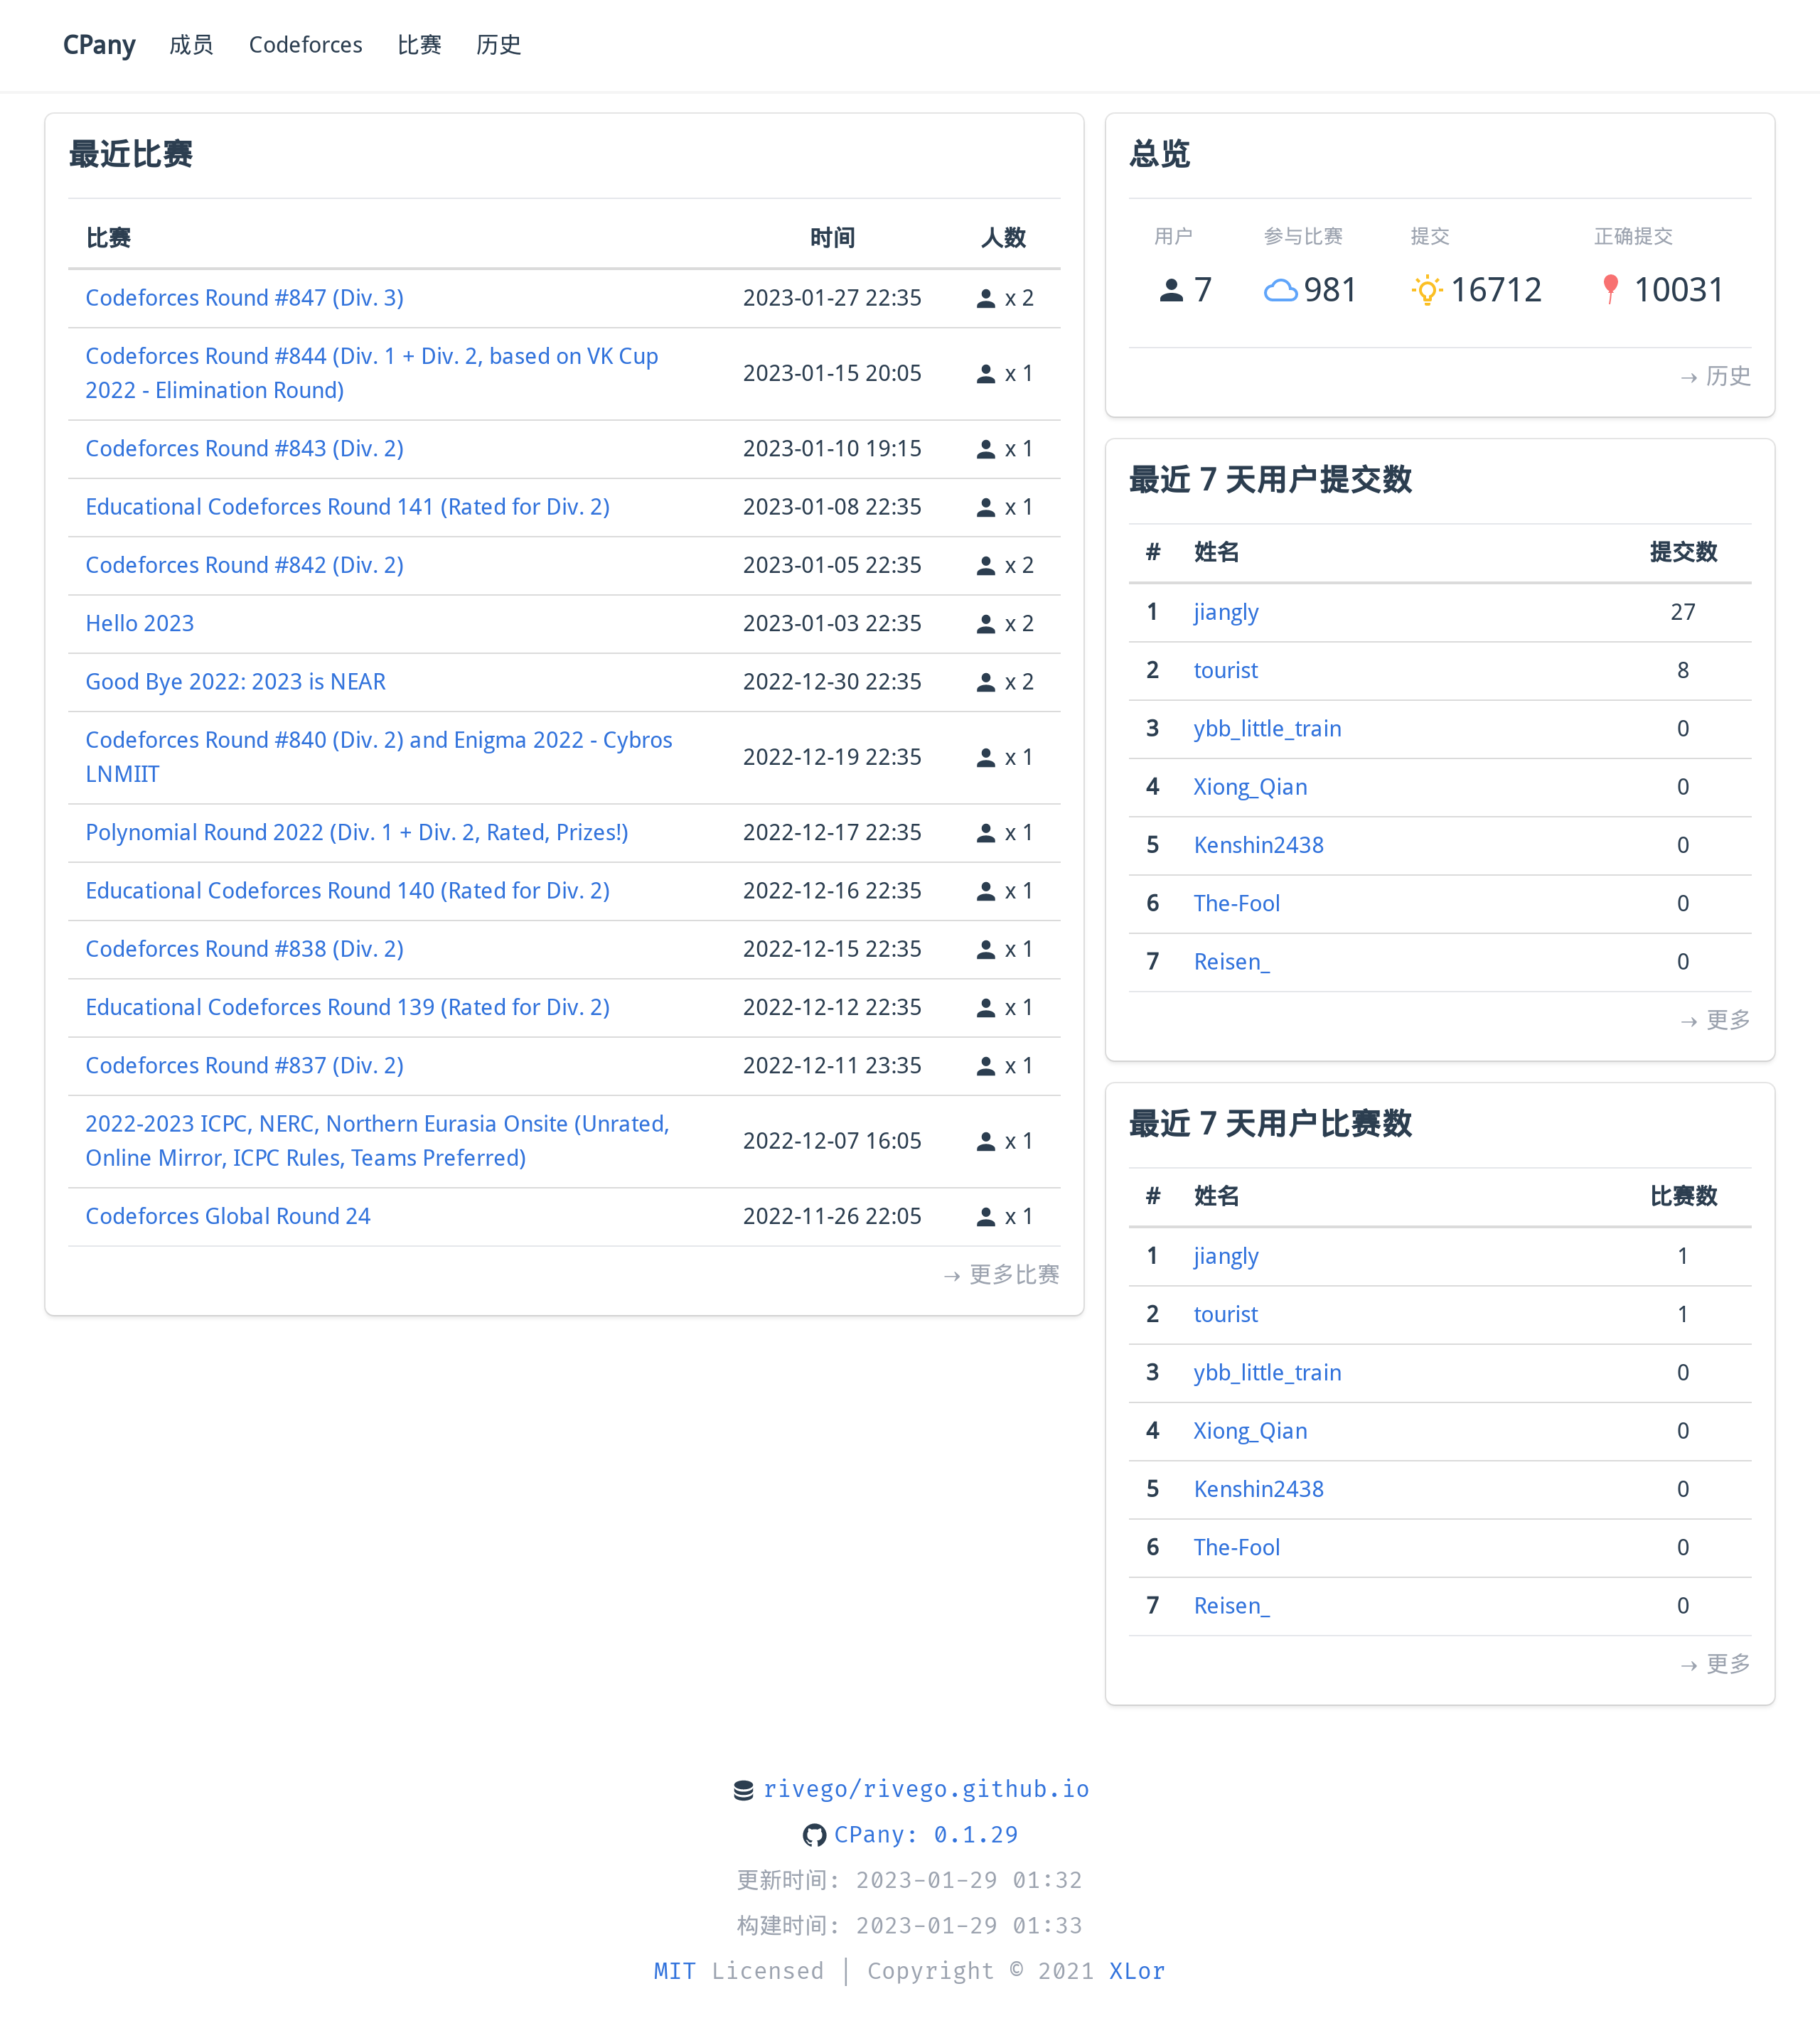 CPany 成员 Codeforces 比赛 历史
最近比赛
比赛 时间 人数
Codeforces Round #847 (Div. 3) 2023-01-27 22:35 x 2
Codeforces Round #844 (Div. 1 + Div. 2, based on VK Cup
2022 - Elimination Round) 2023-01-15 20:05 x 1
Codeforces Round #843 (Div. 2) 2023-01-10 19:15 x 1
Educational Codeforces Round 141 (Rated for Div. 2) 2023-01-08 22:35 x 1
Codeforces Round #842 (Div. 2) 2023-01-05 22:35 x 2
Hello 2023 2023-01-03 22:35 x 2
Good Bye 2022: 2023 is NEAR 2022-12-30 22:35 x 2
Codeforces Round #840 (Div. 2) and Enigma 2022 - Cybros
LNMIIT 2022-12-19 22:35 x 1
Polynomial Round 2022 (Div. 1 + Div. 2, Rated, Prizes!) 2022-12-17 22:35 x 1
Educational Codeforces Round 140 (Rated for Div. 2) 2022-12-16 22:35 x 1
Codeforces Round #838 (Div. 2) 2022-12-15 22:35 x 1
Educational Codeforces Round 139 (Rated for Div. 2) 2022-12-12 22:35 x 1
Codeforces Round #837 (Div. 2) 2022-12-11 23:35 x 1
2022-2023 ICPC, NERC, Northern Eurasia Onsite (Unrated,
Online Mirror, ICPC Rules, Teams Preferred) 2022-12-07 16:05 x 1
Codeforces Global Round 24 2022-11-26 22:05 x 1
→ 更多比赛
总览
用户 参与比赛 提交 正确提交
7 981 16712 10031
→ 历史
最近 7 天用户提交数
# 姓名 提交数
1 jiangly 27
2 tourist 8
3 ybb_little_train 0
4 Xiong_Qian 0
5 Kenshin2438 0
6 The-Fool 0
7 Reisen_ 0
→ 更多
最近 7 天用户比赛数
# 姓名 比赛数
1 jiangly 1
2 tourist 1
3 ybb_little_train 0
4 Xiong_Qian 0
5 Kenshin2438 0
6 The-Fool 0
7 Reisen_ 0
→ 更多
rivego/rivego.github.io
CPany: 0.1.29
更新时间: 2023-01-29 01:32
构建时间: 2023-01-29 01:33
MIT Licensed | Copyright © 2021 XLor